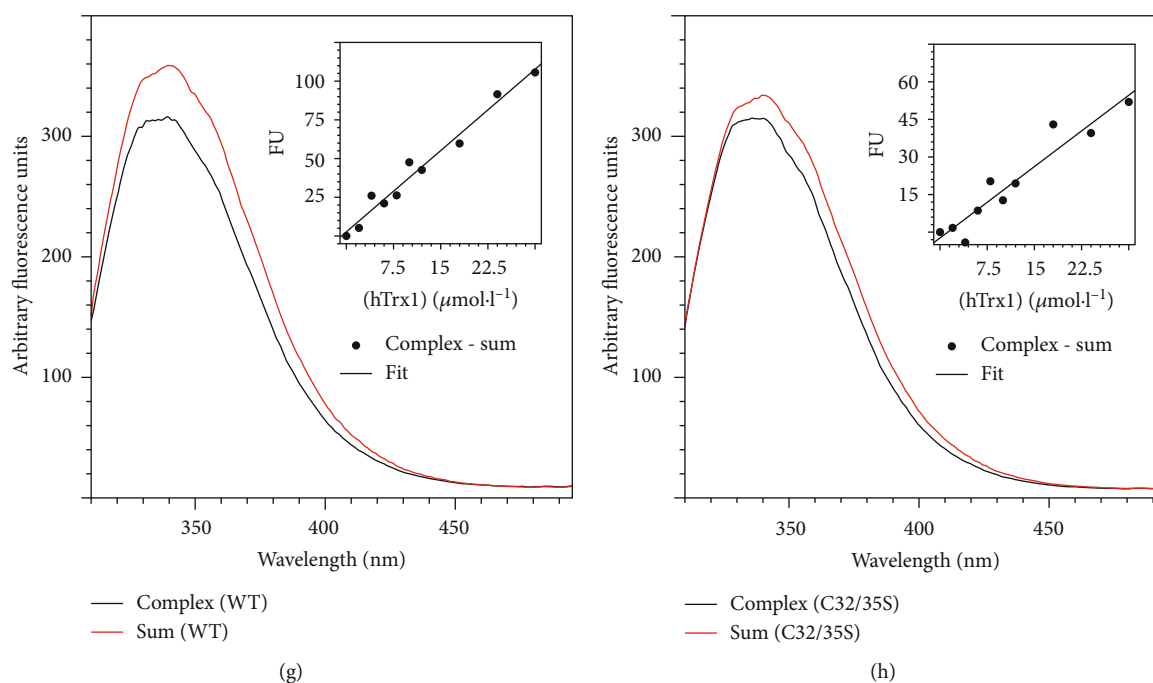 Arbitrary fluorescence units
300
200
100
350
400
450
Wavelength (nm)
FU
100
75
50
25
7.5
15
22.5
(hTrx1) (μmol·l⁻¹)
Complex - sum
Fit
Complex (WT)
Sum (WT)
(g)
Arbitrary fluorescence units
300
200
100
350
400
450
Wavelength (nm)
FU
60
45
30
15
7.5
15
22.5
(hTrx1) (μmol·l⁻¹)
Complex - sum
Fit
Complex (C32/35S)
Sum (C32/35S)
(h)